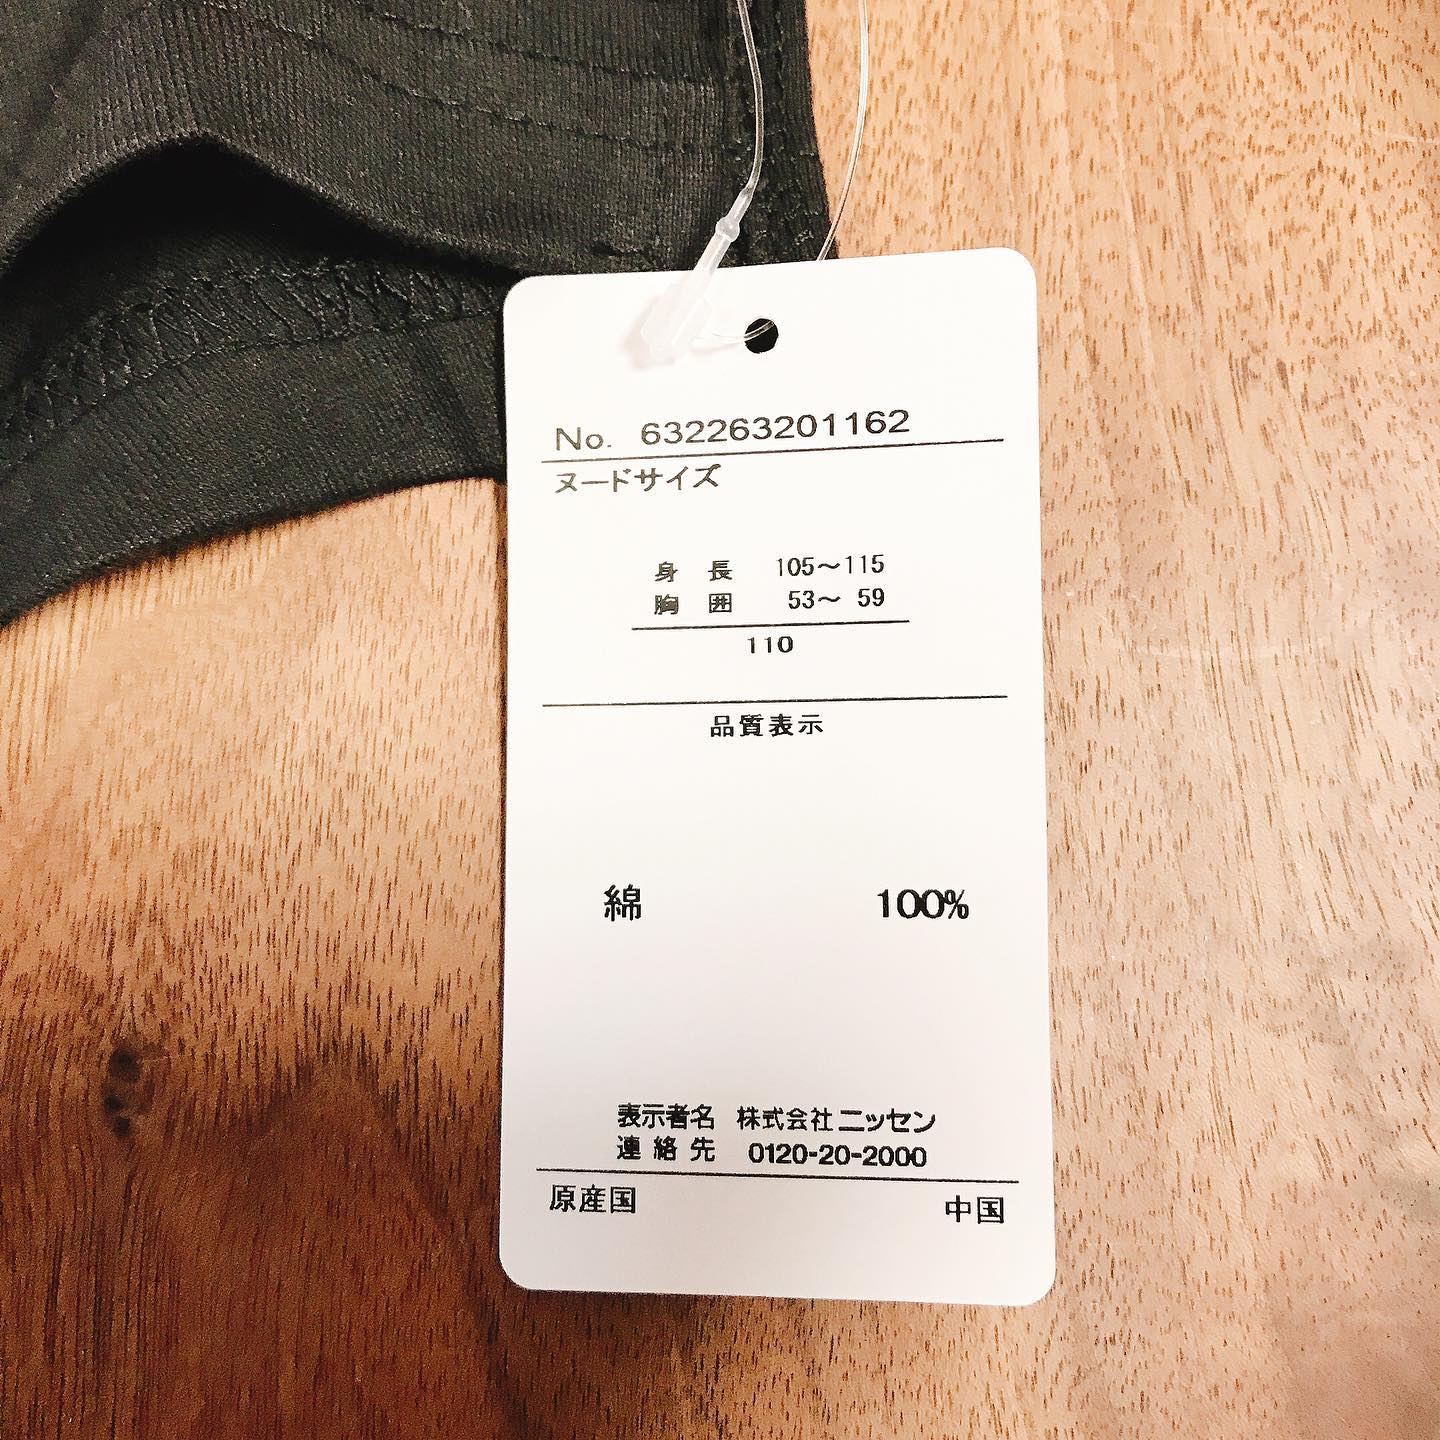 No. 632263201162
ヌードサイズ
身長 105～115
胸囲 53～ 59
110
品質表示
綿 100%
表示者名 株式会社ニッセン
連絡先 0120-20-2000
原産国 中国